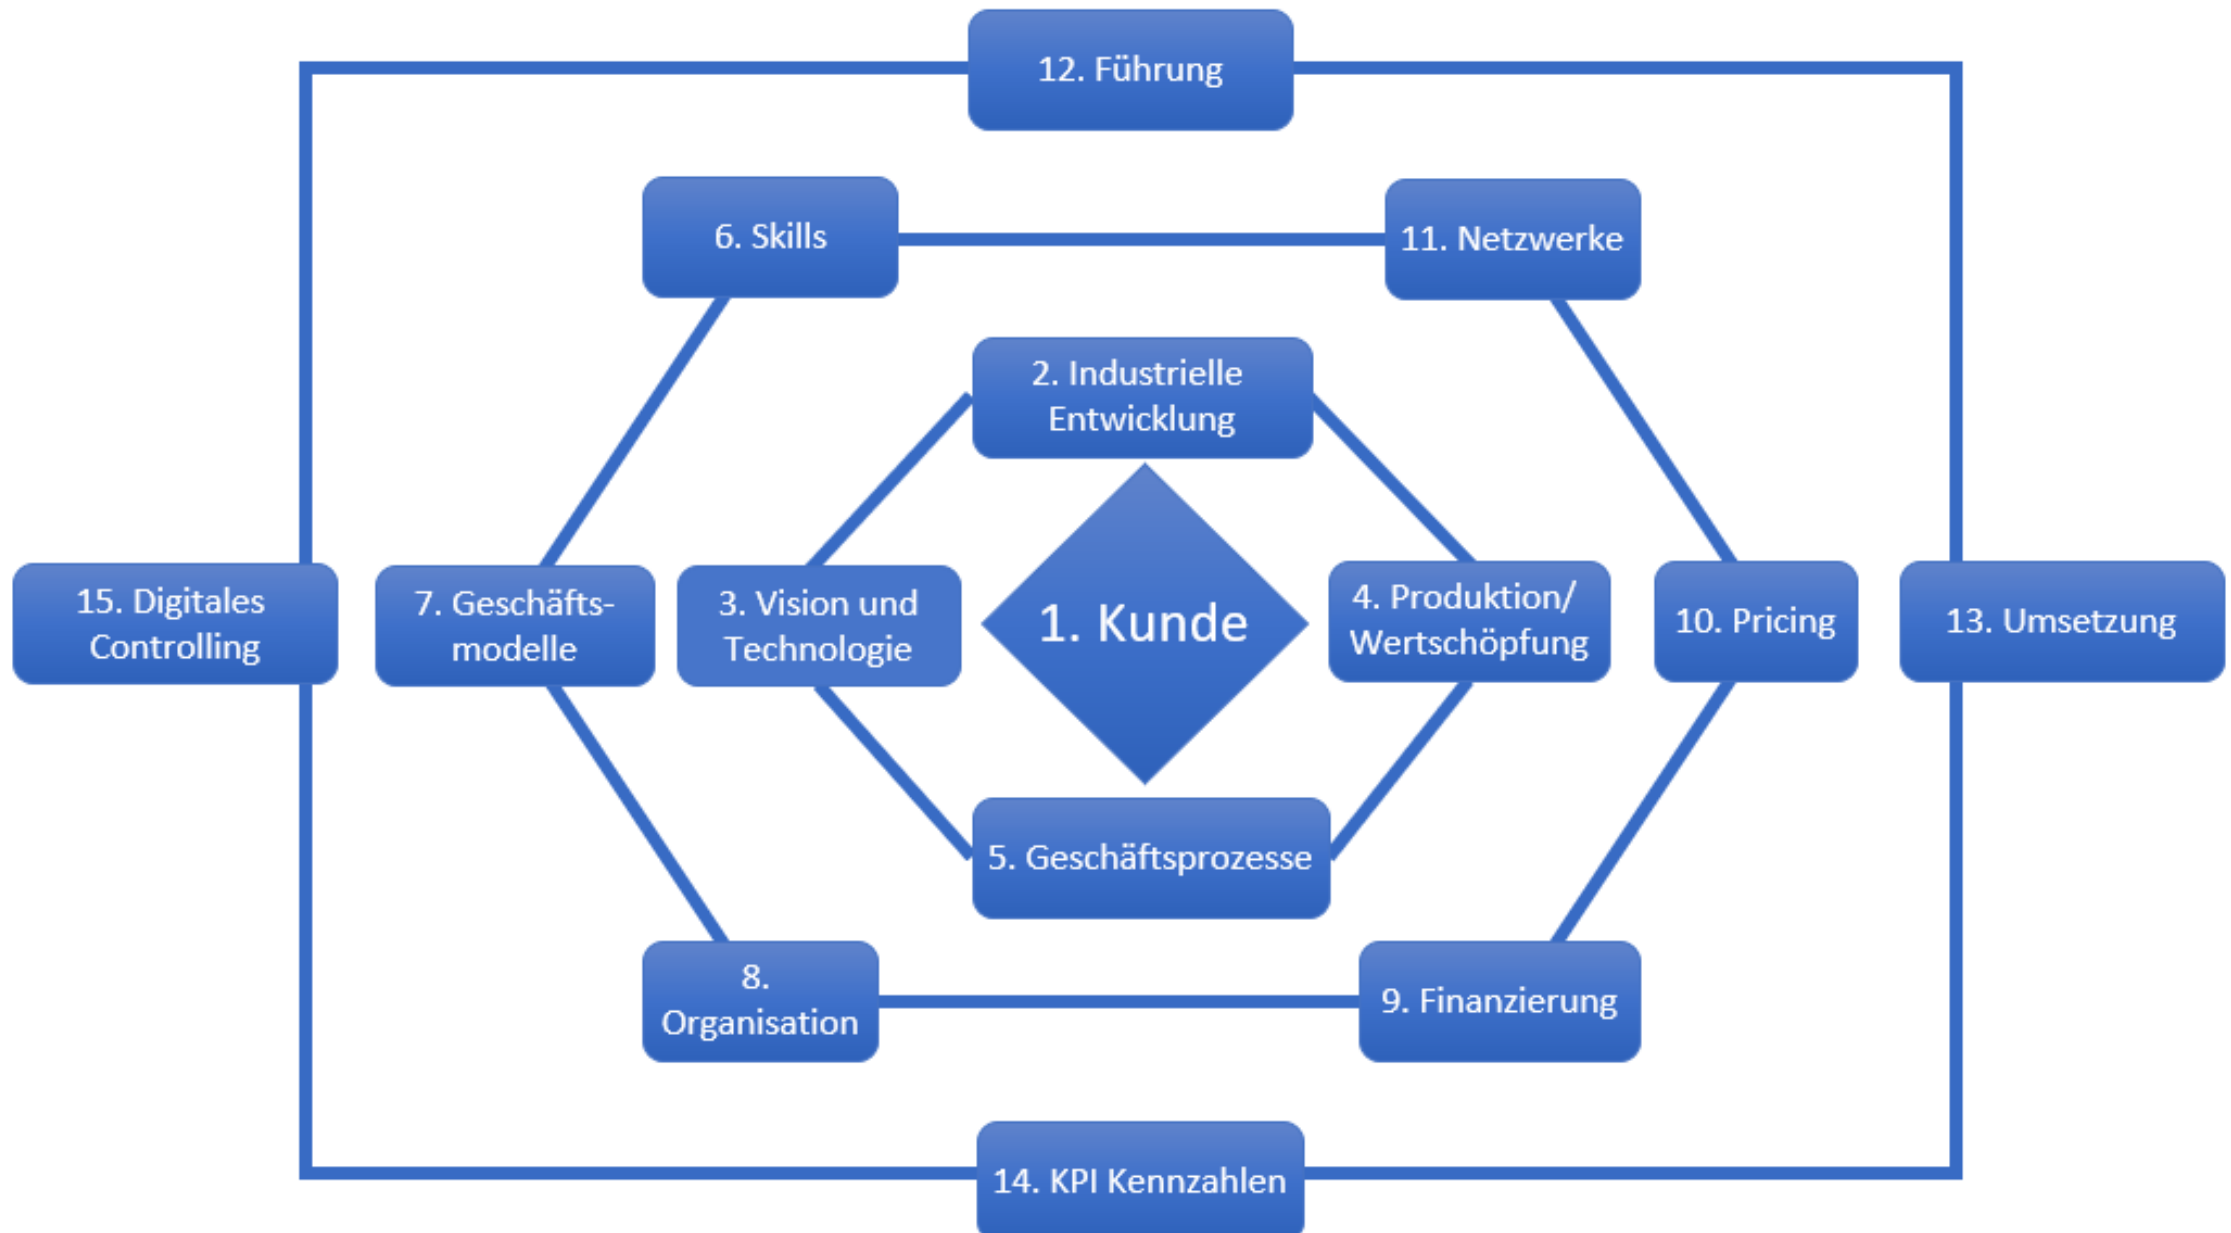 12. Führung
6. Skills
11. Netzwerke
2. Industrielle
Entwicklung
15. Digitales
Controlling
7. Geschäfts-
modelle
3. Vision und
Technologie
1. Kunde
4. Produktion/
Wertschöpfung
10. Pricing
13. Umsetzung
5. Geschäftsprozesse
8.
Organisation
9. Finanzierung
14. KPI Kennzahlen